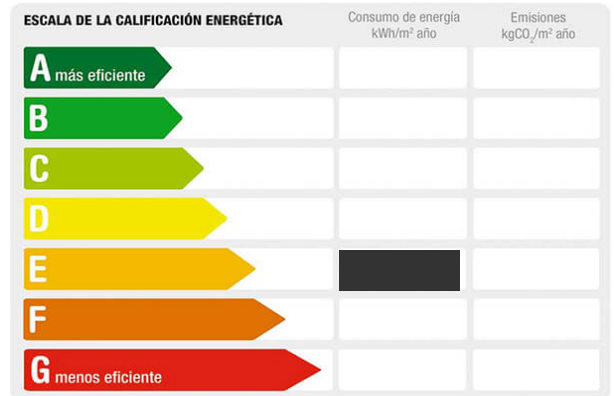 ESCALA DE LA CALIFICACIÓN ENERGÉTICA
Consumo de energía
kWh/m² año
Emisiones
kgCO₂/m² año
A más eficiente
B
C
D
E
F
G menos eficiente